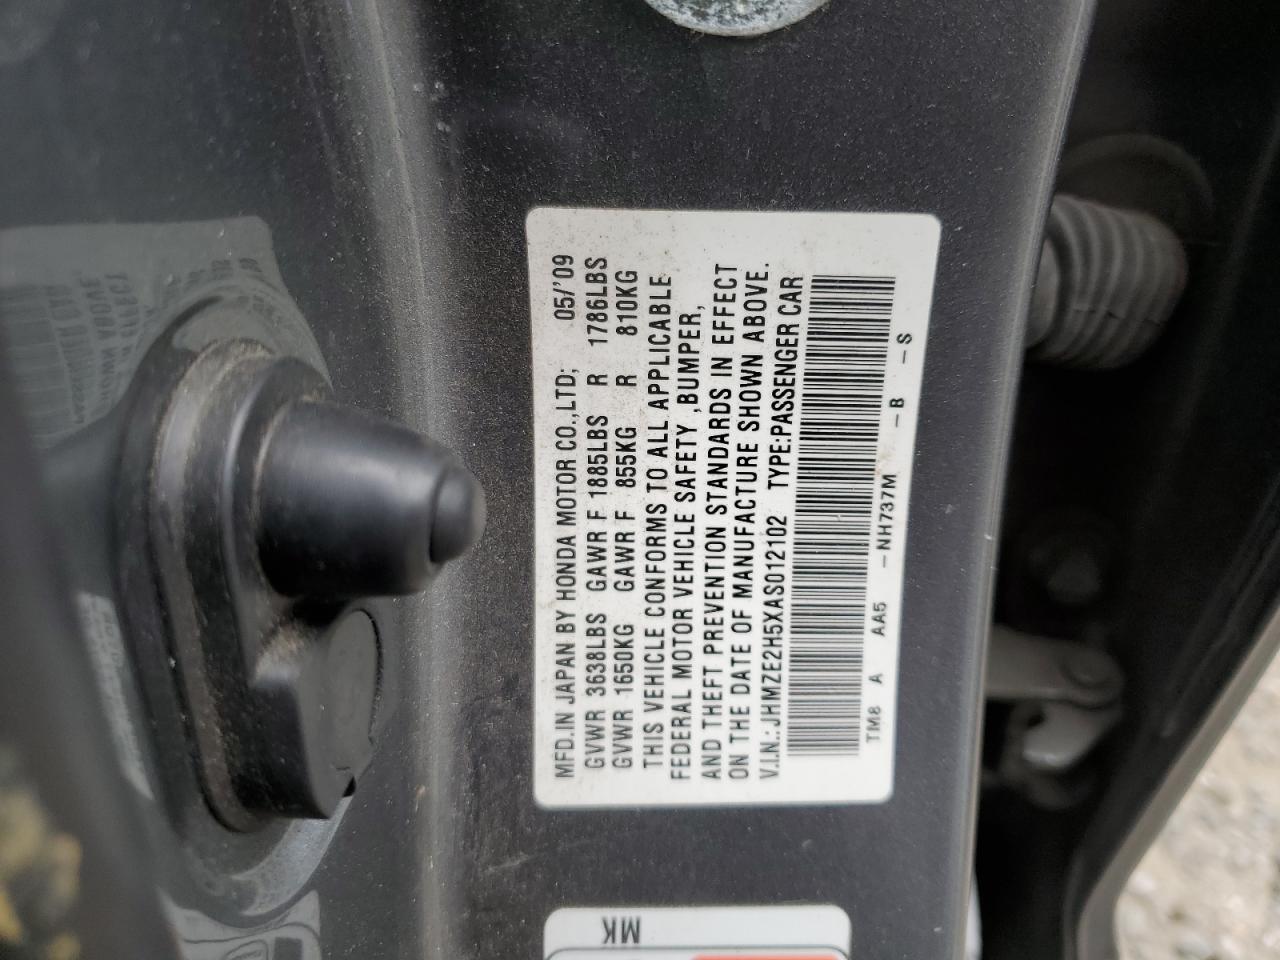 MFD.IN JAPAN BY HONDA MOTOR CO.,LTD; 05/'09
GVWR 3638LBS GAWR F 1885LBS R 1786LBS
GVWR 1650KG GAWR F 855KG R 810KG
THIS VEHICLE CONFORMS TO ALL APPLICABLE
FEDERAL MOTOR VEHICLE SAFETY ,BUMPER,
AND THEFT PREVENTION STANDARDS IN EFFECT
ON THE DATE OF MANUFACTURE SHOWN ABOVE.
V.I.N.:JHMZE2H5XAS012102 TYPE:PASSENGER CAR
TM8 A AA5 -NH737M -B -S
MK